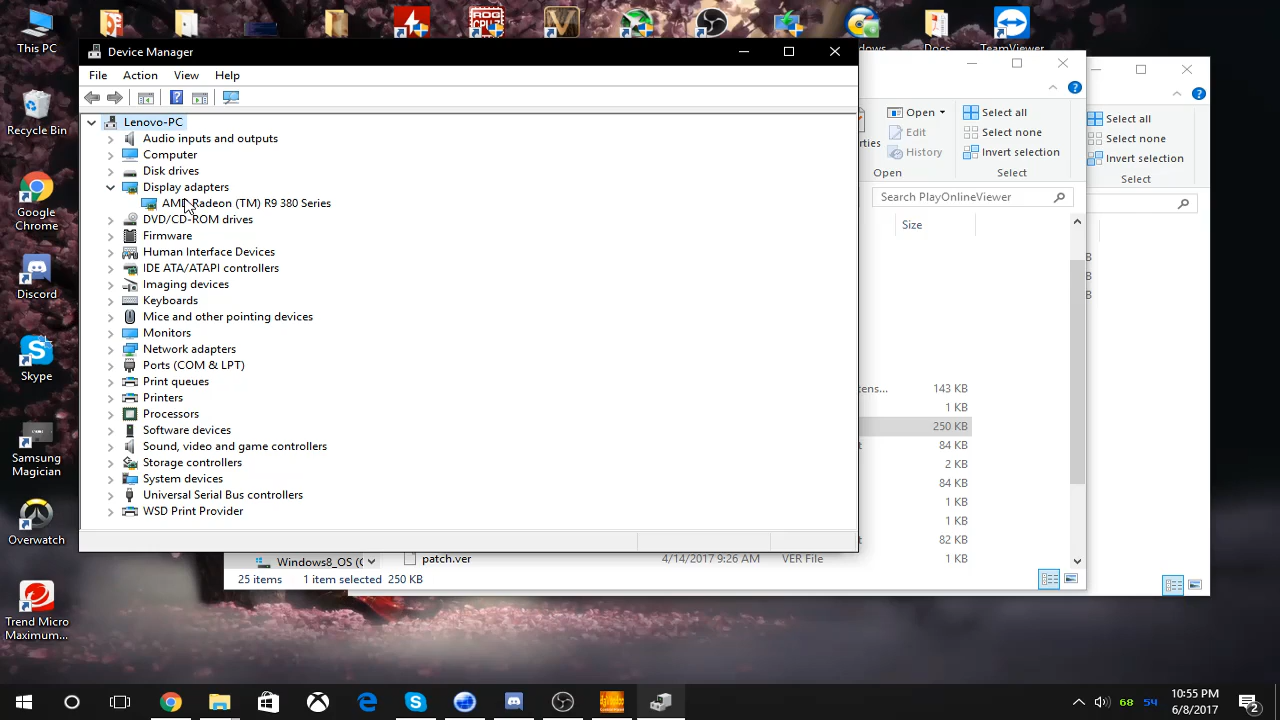 This PC
Recycle Bin
Google Chrome
Discord
Skype
Samsung Magician
Overwatch
Trend Micro Maximum...
TeamViewer
Docs
Device Manager
File Action View Help
Lenovo-PC
Audio inputs and outputs
Computer
Disk drives
Display adapters
AMD Radeon (TM) R9 380 Series
DVD/CD-ROM drives
Firmware
Human Interface Devices
IDE ATA/ATAPI controllers
Imaging devices
Keyboards
Mice and other pointing devices
Monitors
Network adapters
Ports (COM & LPT)
Print queues
Printers
Processors
Software devices
Sound, video and game controllers
Storage controllers
System devices
Universal Serial Bus controllers
WSD Print Provider
Open
Edit
History
Open
Select all
Select none
Invert selection
Select
Search PlayOnlineViewer
Size
143 KB
1 KB
250 KB
84 KB
2 KB
84 KB
1 KB
1 KB
82 KB
Windows8_OS (C
patch.ver 4/14/2017 9:26 AM VER File 1 KB
25 items 1 item selected 250 KB
Select all
Select none
Invert selection
Select
68 54
10:55 PM
6/8/2017
2